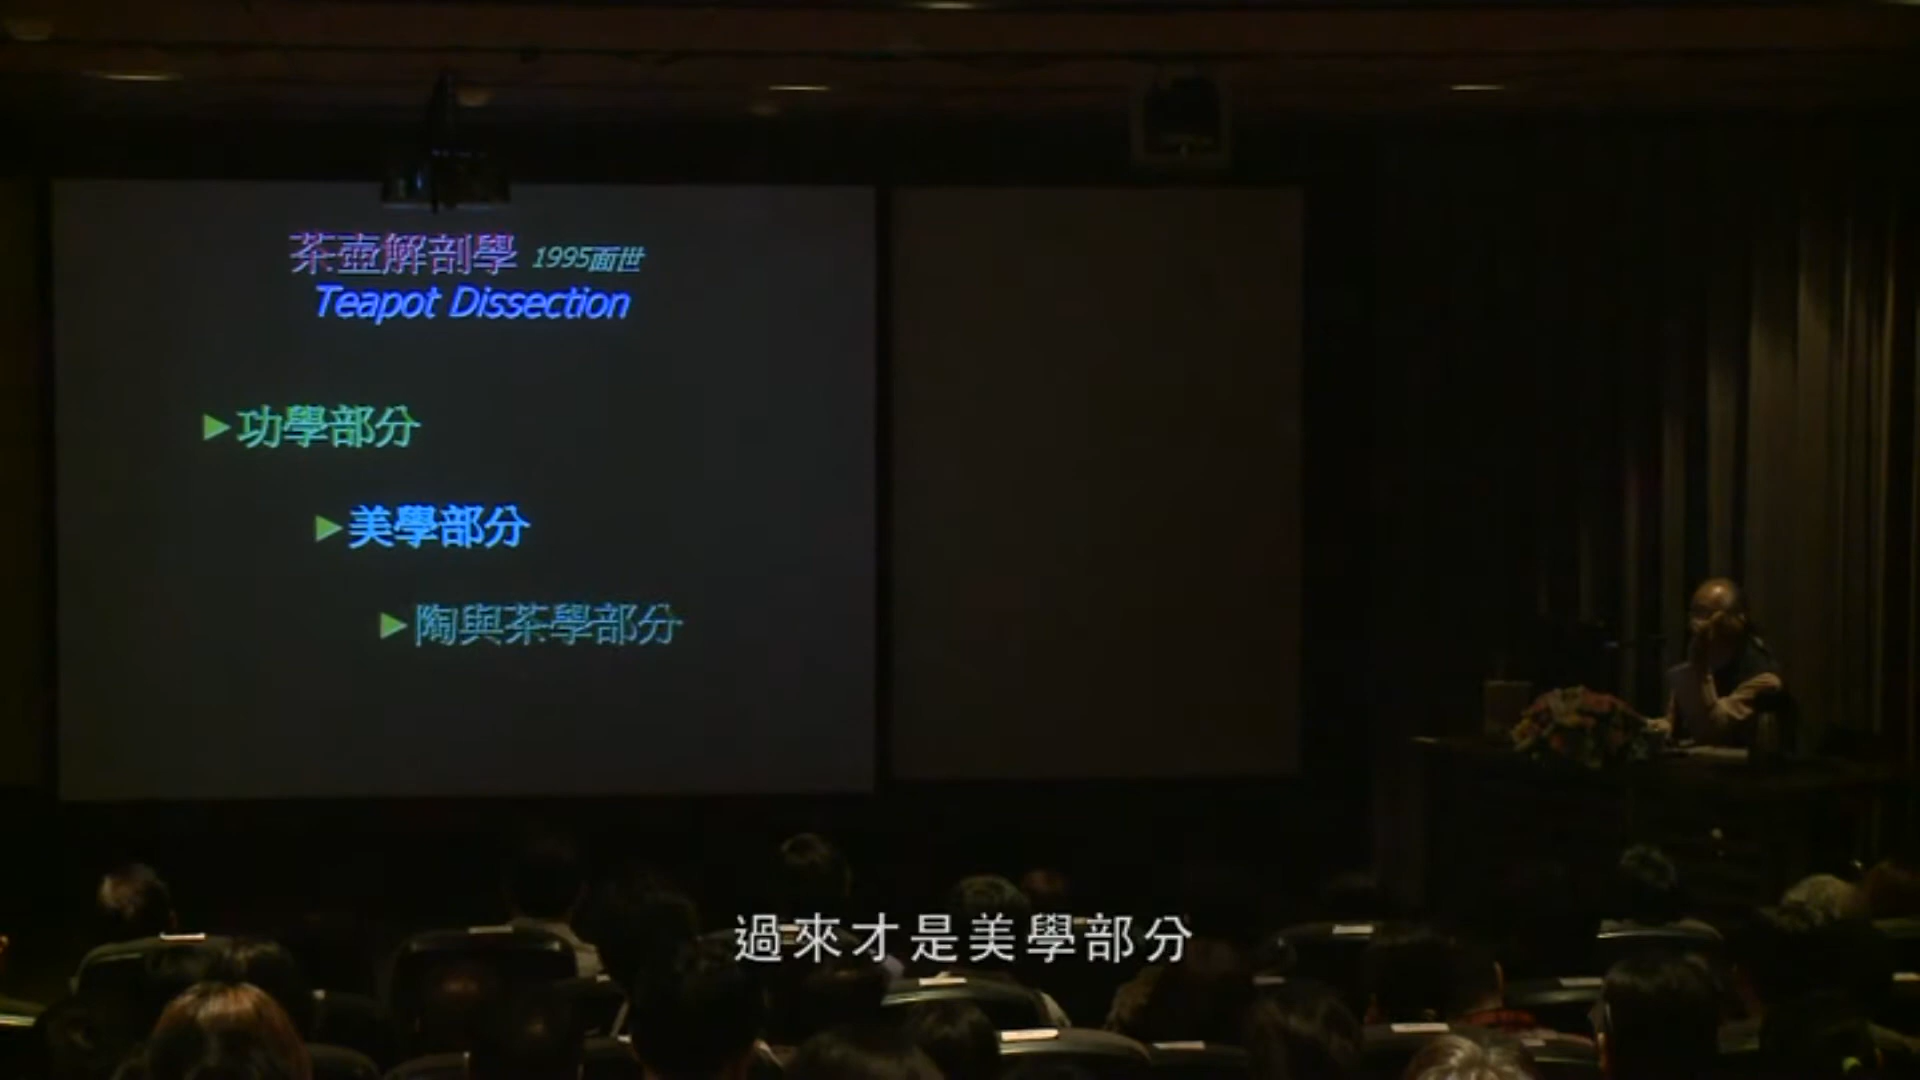 茶壺解剖學 1995面世
Teapot Dissection
►功學部分
►美學部分
►陶與茶學部分
過來才是美學部分